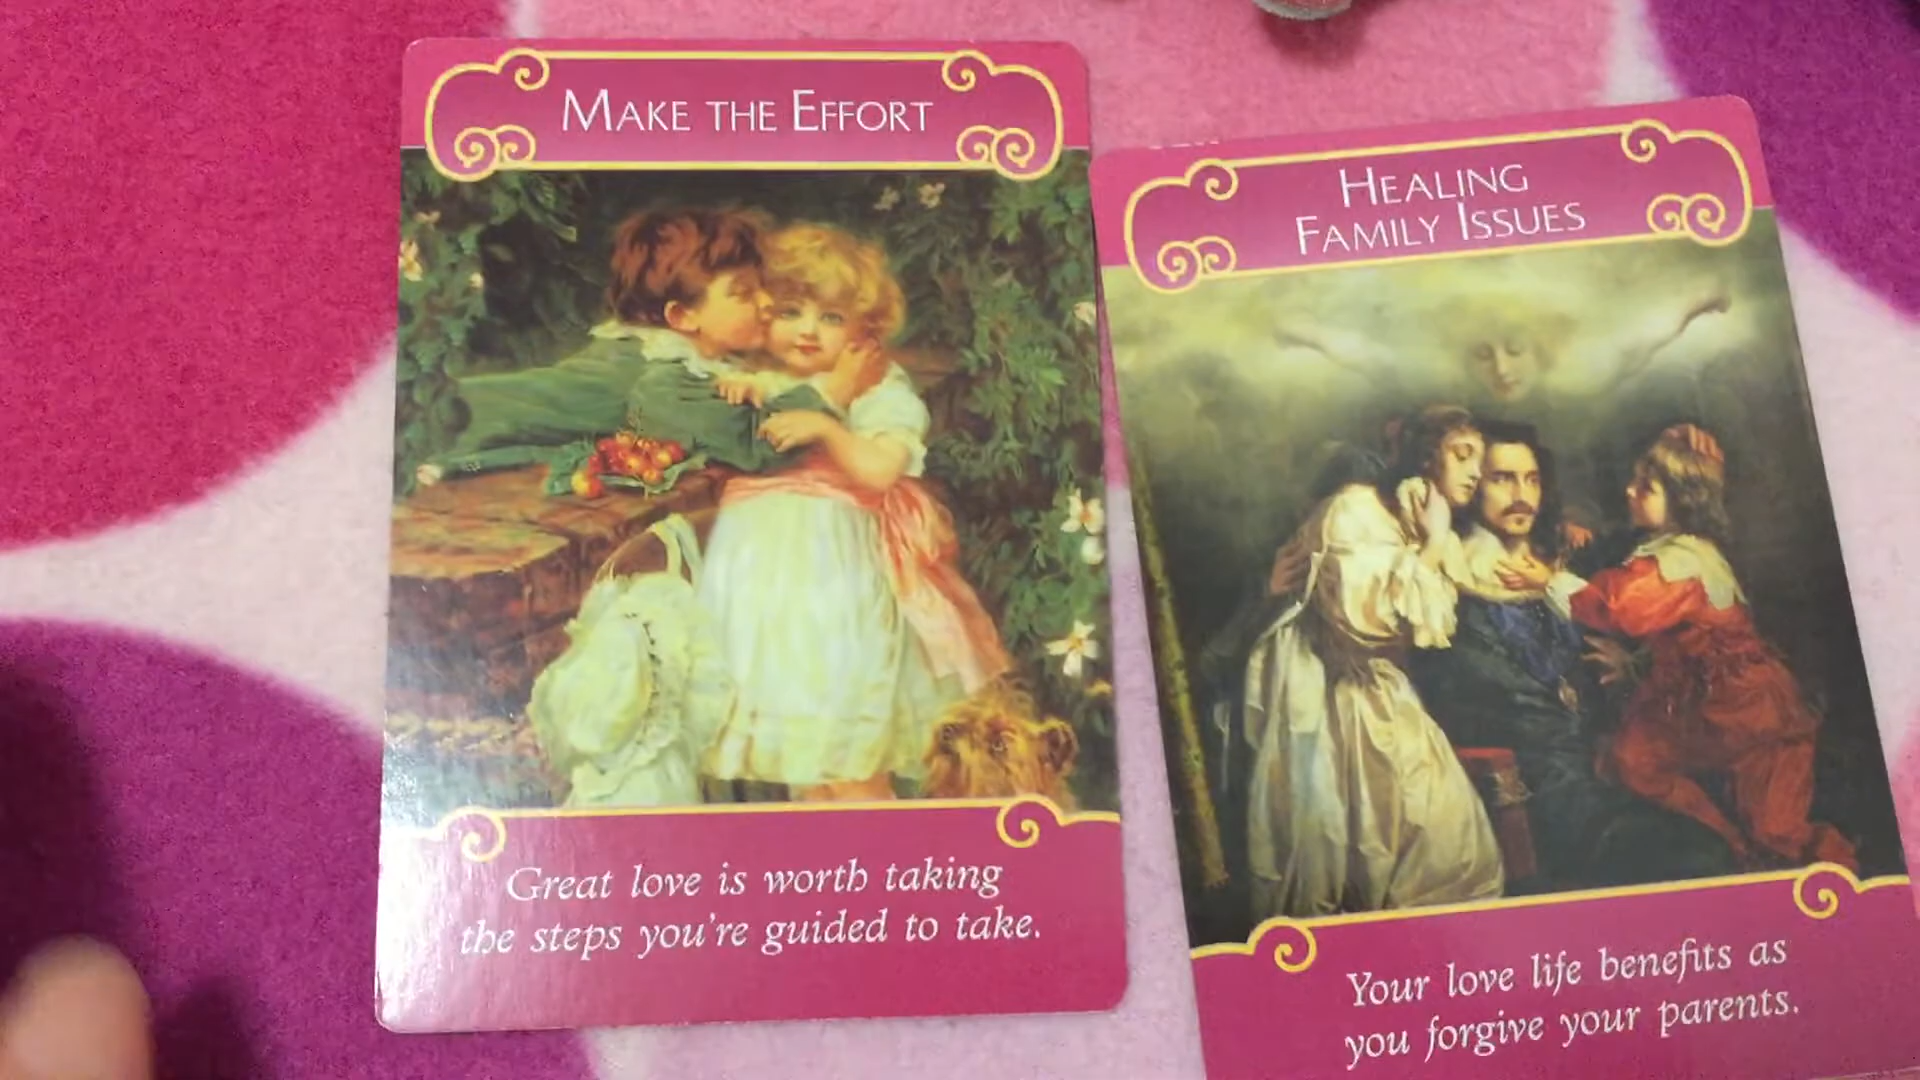 MAKE THE EFFORT
Great love is worth taking
the steps you're guided to take.
HEALING
FAMILY ISSUES
Your love life benefits as
you forgive your parents.